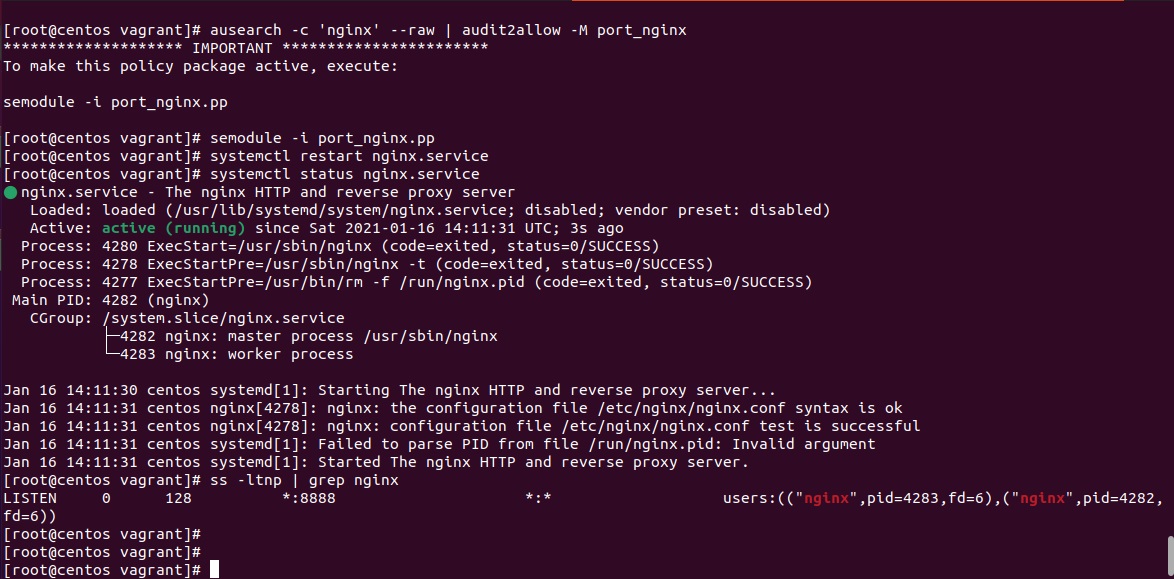 [root@centos vagrant]# ausearch -c 'nginx' --raw | audit2allow -M port_nginx
******************** IMPORTANT ***********************
To make this policy package active, execute:

semodule -i port_nginx.pp

[root@centos vagrant]# semodule -i port_nginx.pp
[root@centos vagrant]# systemctl restart nginx.service
[root@centos vagrant]# systemctl status nginx.service
● nginx.service - The nginx HTTP and reverse proxy server
   Loaded: loaded (/usr/lib/systemd/system/nginx.service; disabled; vendor preset: disabled)
   Active: active (running) since Sat 2021-01-16 14:11:31 UTC; 3s ago
  Process: 4280 ExecStart=/usr/sbin/nginx (code=exited, status=0/SUCCESS)
  Process: 4278 ExecStartPre=/usr/sbin/nginx -t (code=exited, status=0/SUCCESS)
  Process: 4277 ExecStartPre=/usr/bin/rm -f /run/nginx.pid (code=exited, status=0/SUCCESS)
 Main PID: 4282 (nginx)
   CGroup: /system.slice/nginx.service
           ├─4282 nginx: master process /usr/sbin/nginx
           └─4283 nginx: worker process

Jan 16 14:11:30 centos systemd[1]: Starting The nginx HTTP and reverse proxy server...
Jan 16 14:11:31 centos nginx[4278]: nginx: the configuration file /etc/nginx/nginx.conf syntax is ok
Jan 16 14:11:31 centos nginx[4278]: nginx: configuration file /etc/nginx/nginx.conf test is successful
Jan 16 14:11:31 centos systemd[1]: Failed to parse PID from file /run/nginx.pid: Invalid argument
Jan 16 14:11:31 centos systemd[1]: Started The nginx HTTP and reverse proxy server.
[root@centos vagrant]# ss -ltnp | grep nginx
LISTEN     0      128          *:8888                     *:*                   users:(("nginx",pid=4283,fd=6),("nginx",pid=4282,
fd=6))
[root@centos vagrant]#
[root@centos vagrant]#
[root@centos vagrant]#